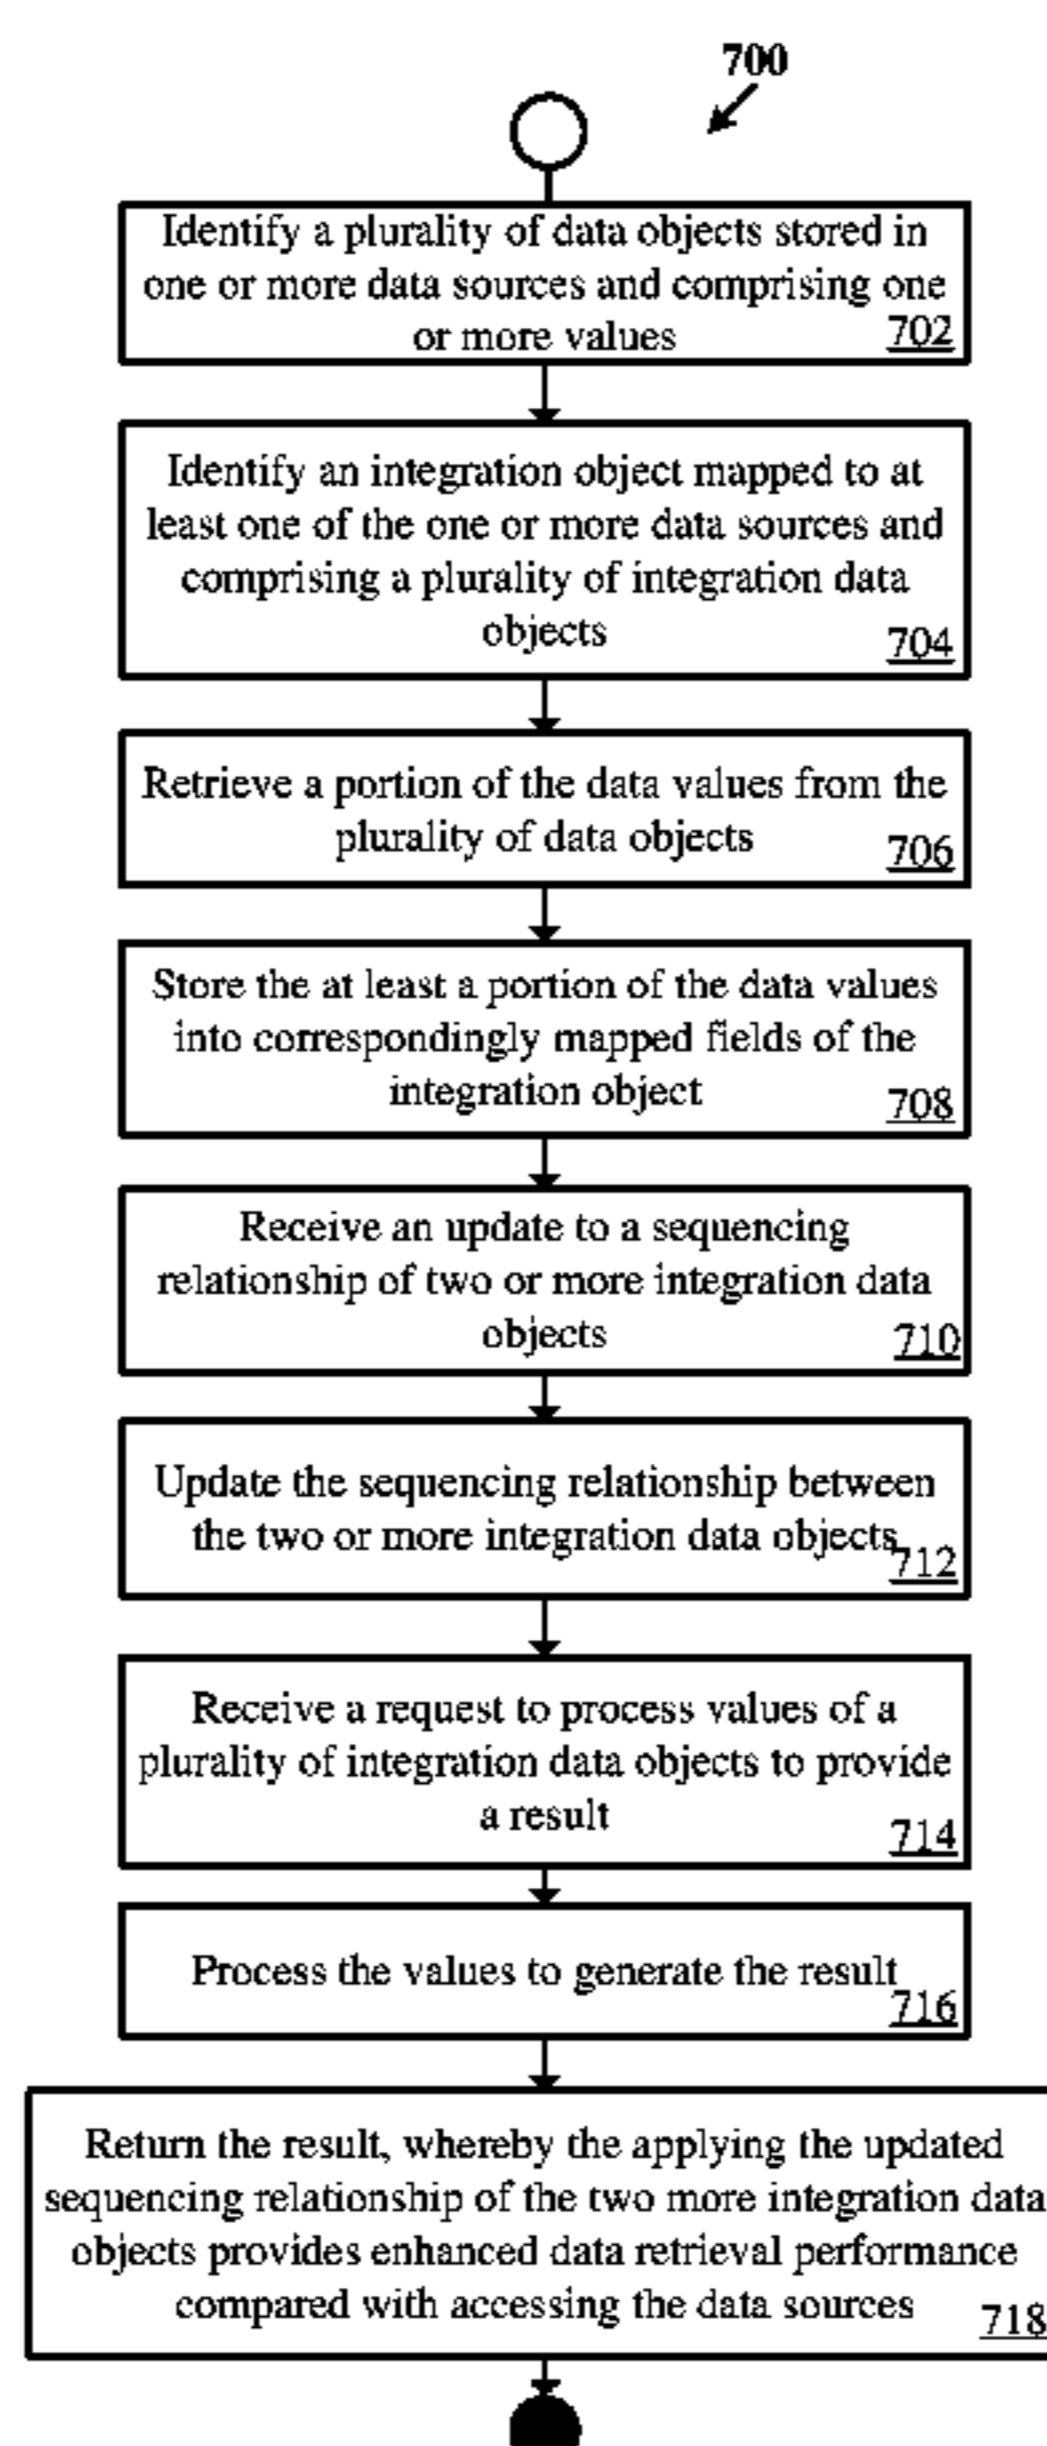 700
Identify a plurality of data objects stored in
one or more data sources and comprising one
or more values
702
Identify an integration object mapped to at
least one of the one or more data sources and
comprising a plurality of integration data
objects
704
Retrieve a portion of the data values from the
plurality of data objects
706
Store the at least a portion of the data values
into correspondingly mapped fields of the
integration object
708
Receive an update to a sequencing
relationship of two or more integration data
objects
710
Update the sequencing relationship between
the two or more integration data objects
712
Receive a request to process values of a
plurality of integration data objects to provide
a result
714
Process the values to generate the result
716
Return the result, whereby the applying the updated
sequencing relationship of the two more integration data
objects provides enhanced data retrieval performance
compared with accessing the data sources
718